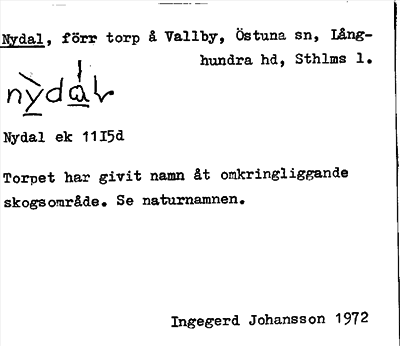 Nydal, förr torp å Vallby, Östuna sn, Lång-
hundra hd, Sthlms l.
Nydal ek 11I5d
Torpet har givit namn åt omkringliggande
skogsområde. Se naturnamnen.
Ingegerd Johansson 1972